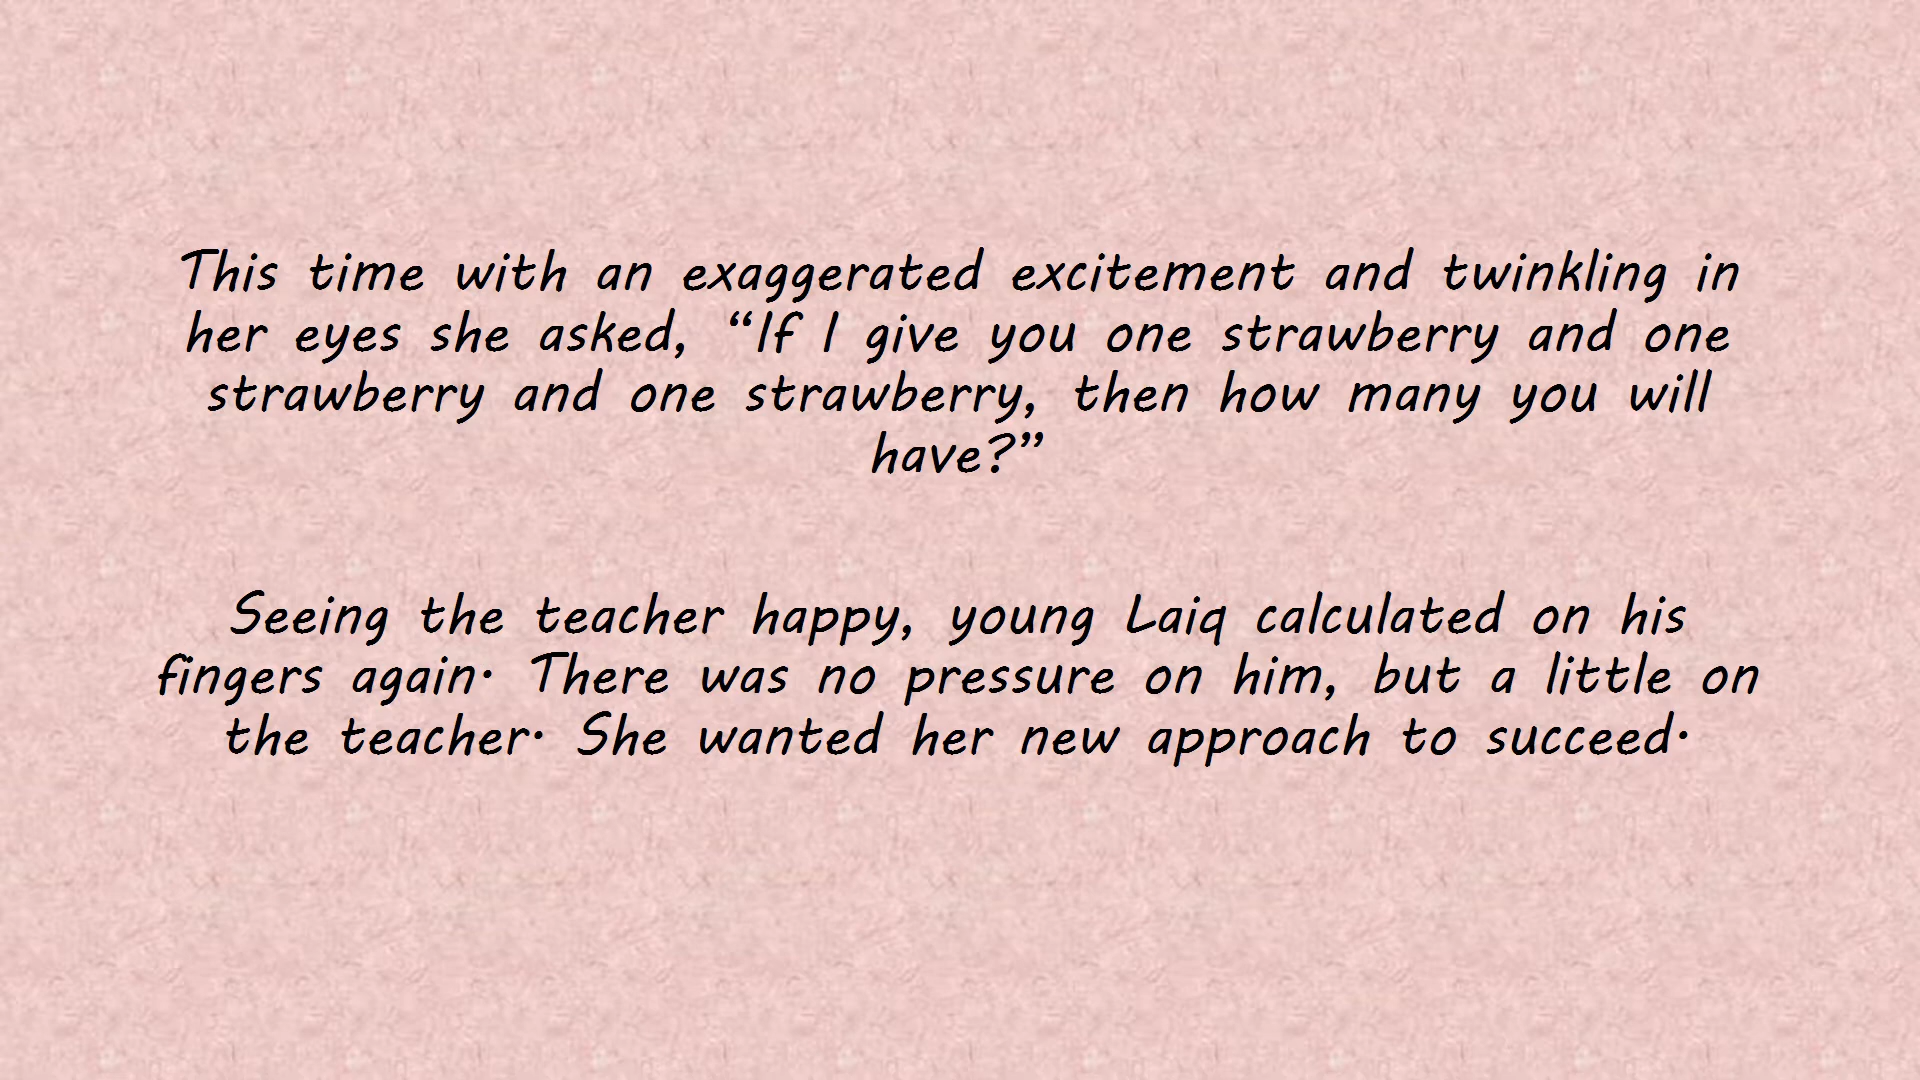 This time with an exaggerated excitement and twinkling in
her eyes she asked, “If I give you one strawberry and one
strawberry and one strawberry, then how many you will
have?”
Seeing the teacher happy, young Laiq calculated on his
fingers again. There was no pressure on him, but a little on
the teacher. She wanted her new approach to succeed.